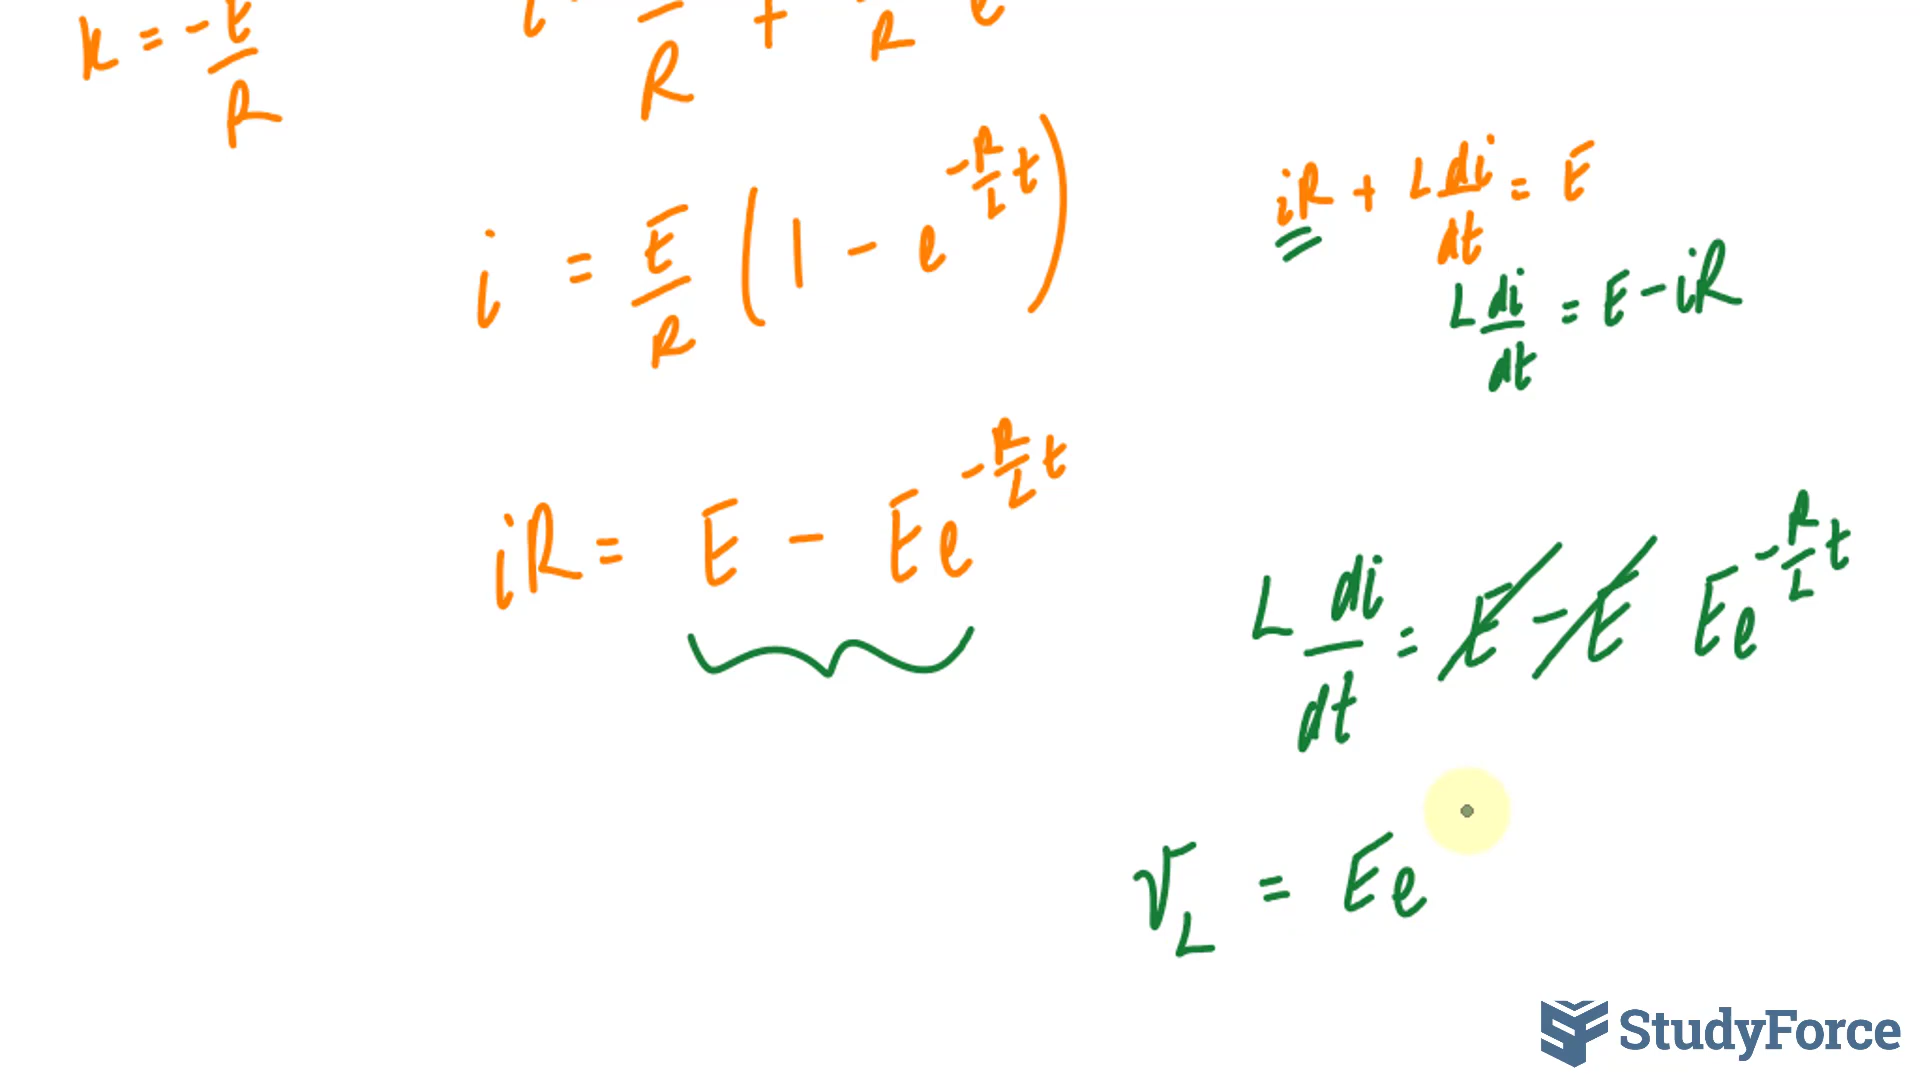 k = -E/R
i = /R + /R e
i = E/R (1 - e^(-R/L t))
iR + L di/dt = E
L di/dt = E - iR
iR = E - Ee^(-R/L t)
L di/dt = E - E Ee^(-R/L t)
V_L = Ee
StudyForce